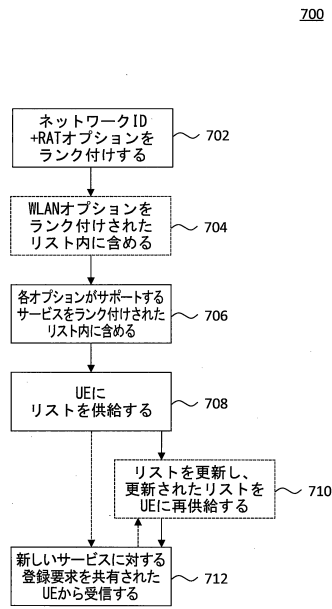 700
ネットワークID
+RATオプションを
ランク付けする
702
WLANオプションを
ランク付けされた
リスト内に含める
704
各オプションがサポートする
サービスをランク付けされた
リスト内に含める
706
UEに
リストを供給する
708
リストを更新し、
更新されたリストを
UEに再供給する
710
新しいサービスに対する
登録要求を共有された
UEから受信する
712